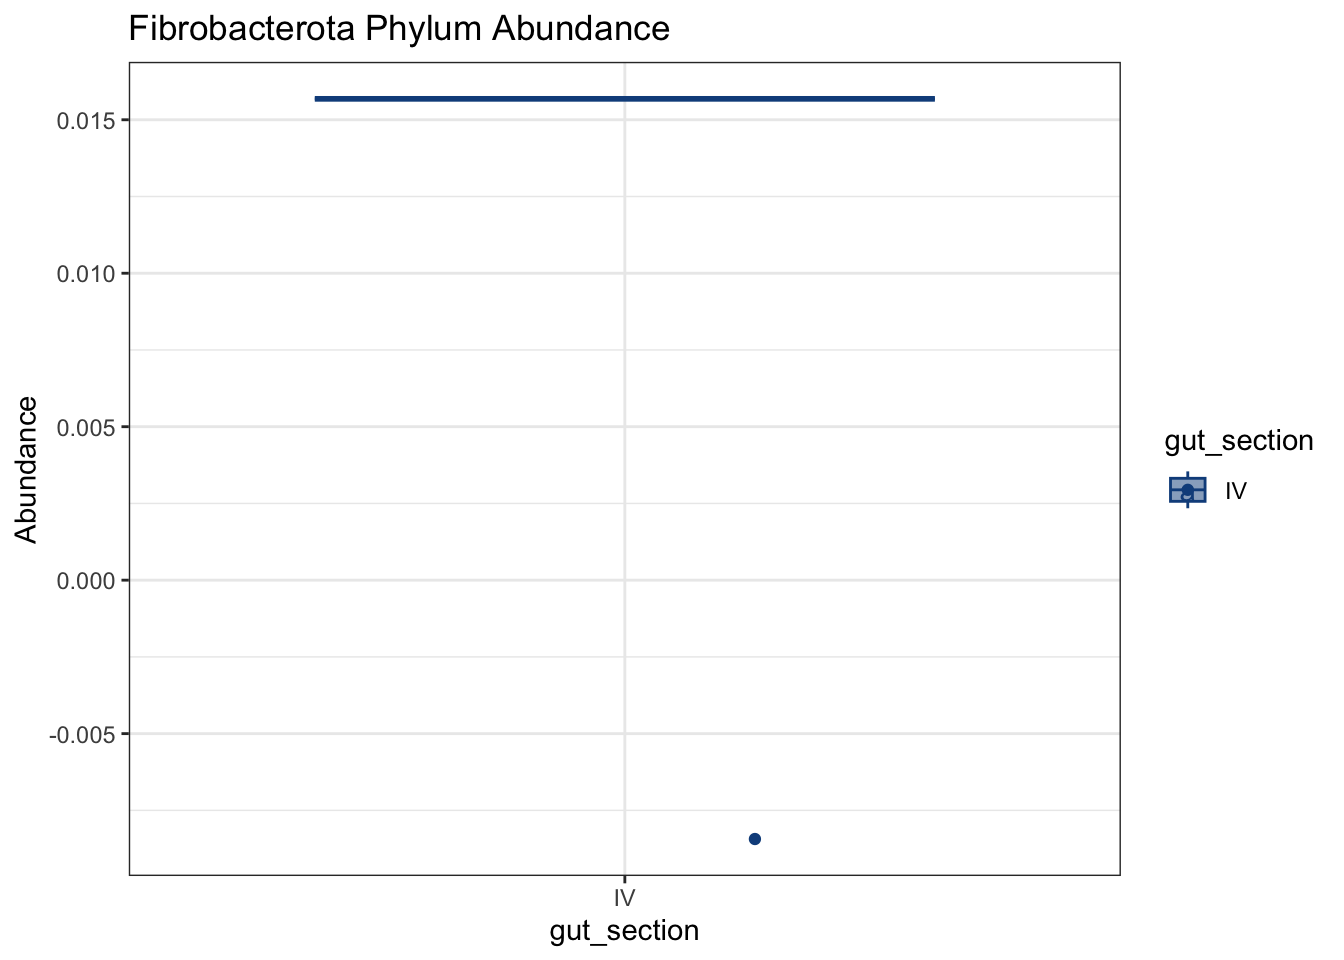 Fibrobacterota Phylum Abundance
0.015
0.010
0.005
0.000
-0.005
Abundance
IV
gut_section
gut_section
IV